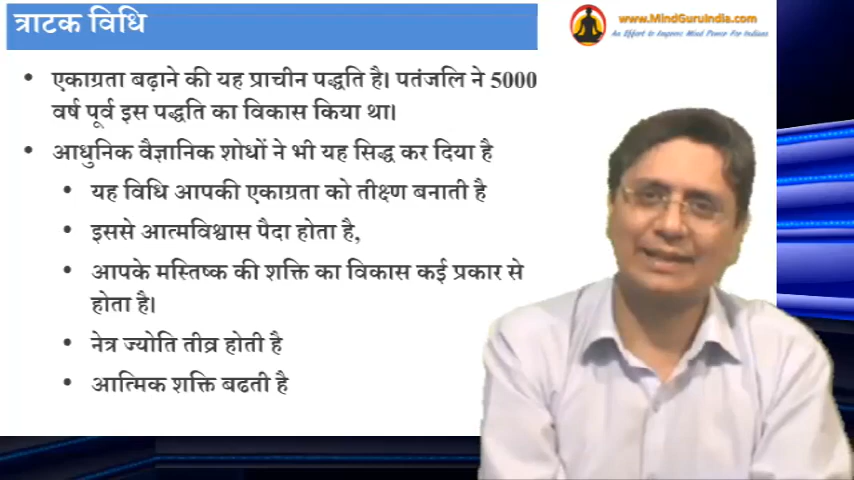 त्राटक विधि
www.MindGuruIndia.com
An Effort to Improve Mind Power For Indians
एकाग्रता बढ़ाने की यह प्राचीन पद्धति है। पतंजलि ने 5000
वर्ष पूर्व इस पद्धति का विकास किया था।
आधुनिक वैज्ञानिक शोधों ने भी यह सिद्ध कर दिया है
यह विधि आपकी एकाग्रता को तीक्ष्ण बनाती है
इससे आत्मविश्वास पैदा होता है,
आपके मस्तिष्क की शक्ति का विकास कई प्रकार से
होता है।
नेत्र ज्योति तीव्र होती है
आत्मिक शक्ति बढती है